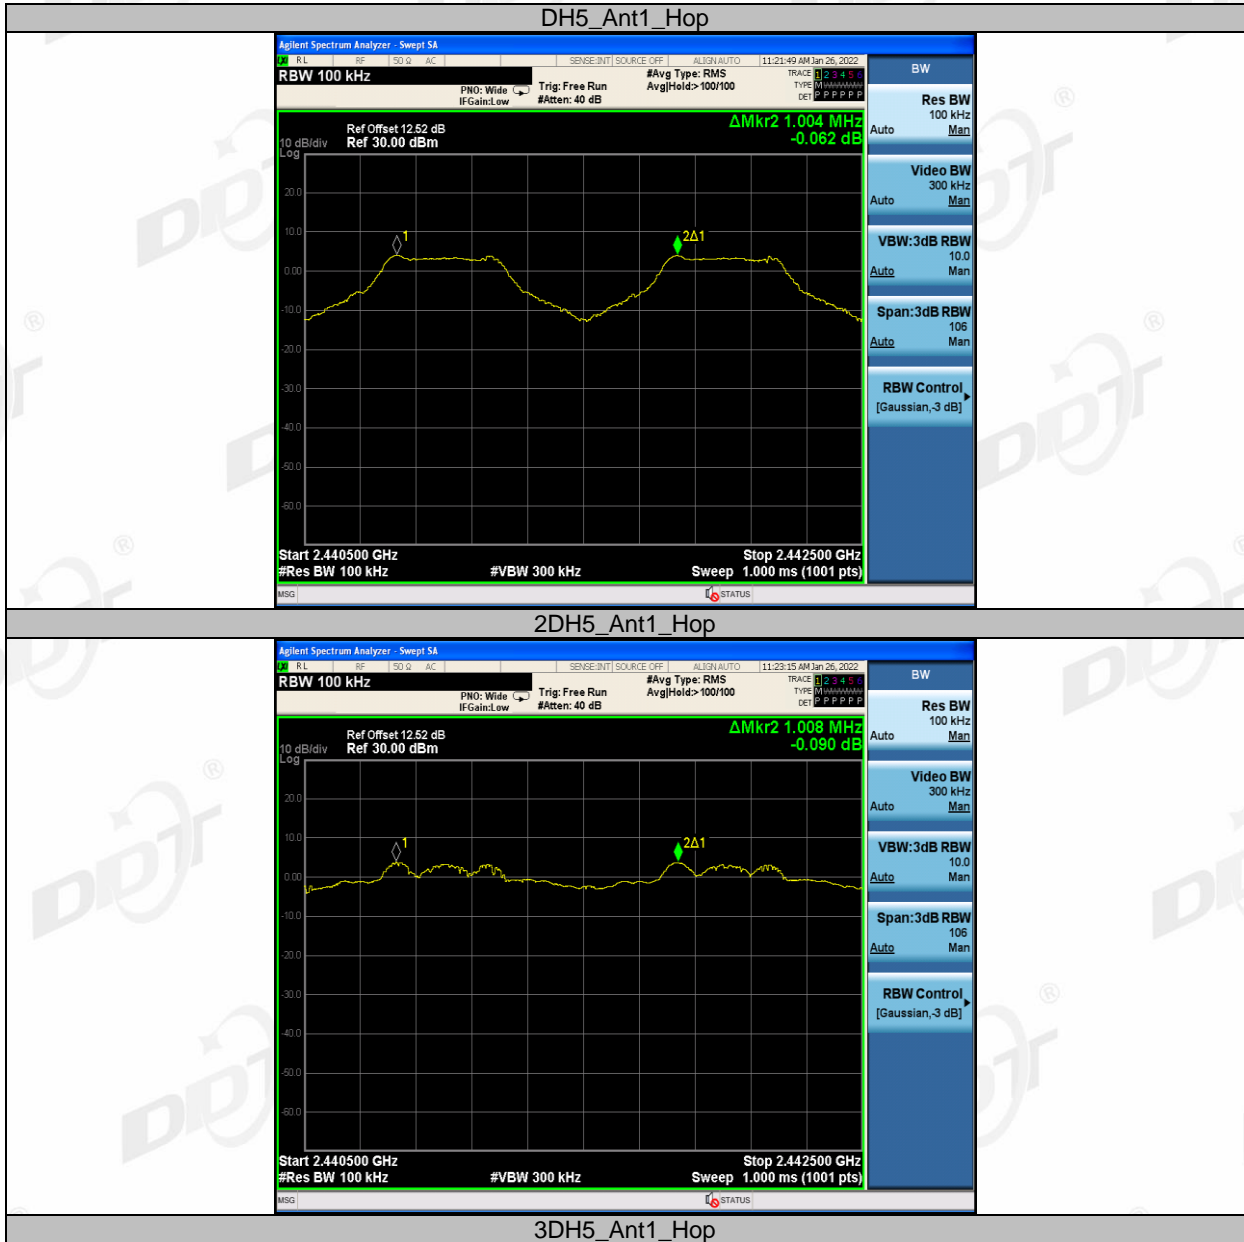 DH5_Ant1_Hop
Agilent Spectrum Analyzer - Swept SA
RL RF 50 Ω AC SENSE:INT SOURCE OFF ALIGN AUTO 11:21:49 AM Jan 26, 2022
RBW 100 kHz
PNO: Wide
IFGain:Low
Trig: Free Run
#Atten: 40 dB
#Avg Type: RMS
Avg|Hold:>100/100
TRACE 1 2 3 4 5 6
TYPE M WWWWW
DET P P P P P P
ΔMkr2 1.004 MHz
-0.062 dB
Ref Offset 12.52 dB
10 dB/div Ref 30.00 dBm
Log
20.0
10.0
0.00
-10.0
-20.0
-30.0
-40.0
-50.0
-60.0
1
2Δ1
Start 2.440500 GHz Stop 2.442500 GHz
#Res BW 100 kHz #VBW 300 kHz Sweep 1.000 ms (1001 pts)
MSG STATUS
BW
Res BW
100 kHz
Auto Man
Video BW
300 kHz
Auto Man
VBW:3dB RBW
10.0
Auto Man
Span:3dB RBW
106
Auto Man
RBW Control
[Gaussian,-3 dB]
2DH5_Ant1_Hop
Agilent Spectrum Analyzer - Swept SA
RL RF 50 Ω AC SENSE:INT SOURCE OFF ALIGN AUTO 11:23:15 AM Jan 26, 2022
RBW 100 kHz
PNO: Wide
IFGain:Low
Trig: Free Run
#Atten: 40 dB
#Avg Type: RMS
Avg|Hold:>100/100
TRACE 1 2 3 4 5 6
TYPE M WWWWW
DET P P P P P P
ΔMkr2 1.008 MHz
-0.090 dB
Ref Offset 12.52 dB
10 dB/div Ref 30.00 dBm
Log
20.0
10.0
0.00
-10.0
-20.0
-30.0
-40.0
-50.0
-60.0
1
2Δ1
Start 2.440500 GHz Stop 2.442500 GHz
#Res BW 100 kHz #VBW 300 kHz Sweep 1.000 ms (1001 pts)
MSG STATUS
BW
Res BW
100 kHz
Auto Man
Video BW
300 kHz
Auto Man
VBW:3dB RBW
10.0
Auto Man
Span:3dB RBW
106
Auto Man
RBW Control
[Gaussian,-3 dB]
3DH5_Ant1_Hop